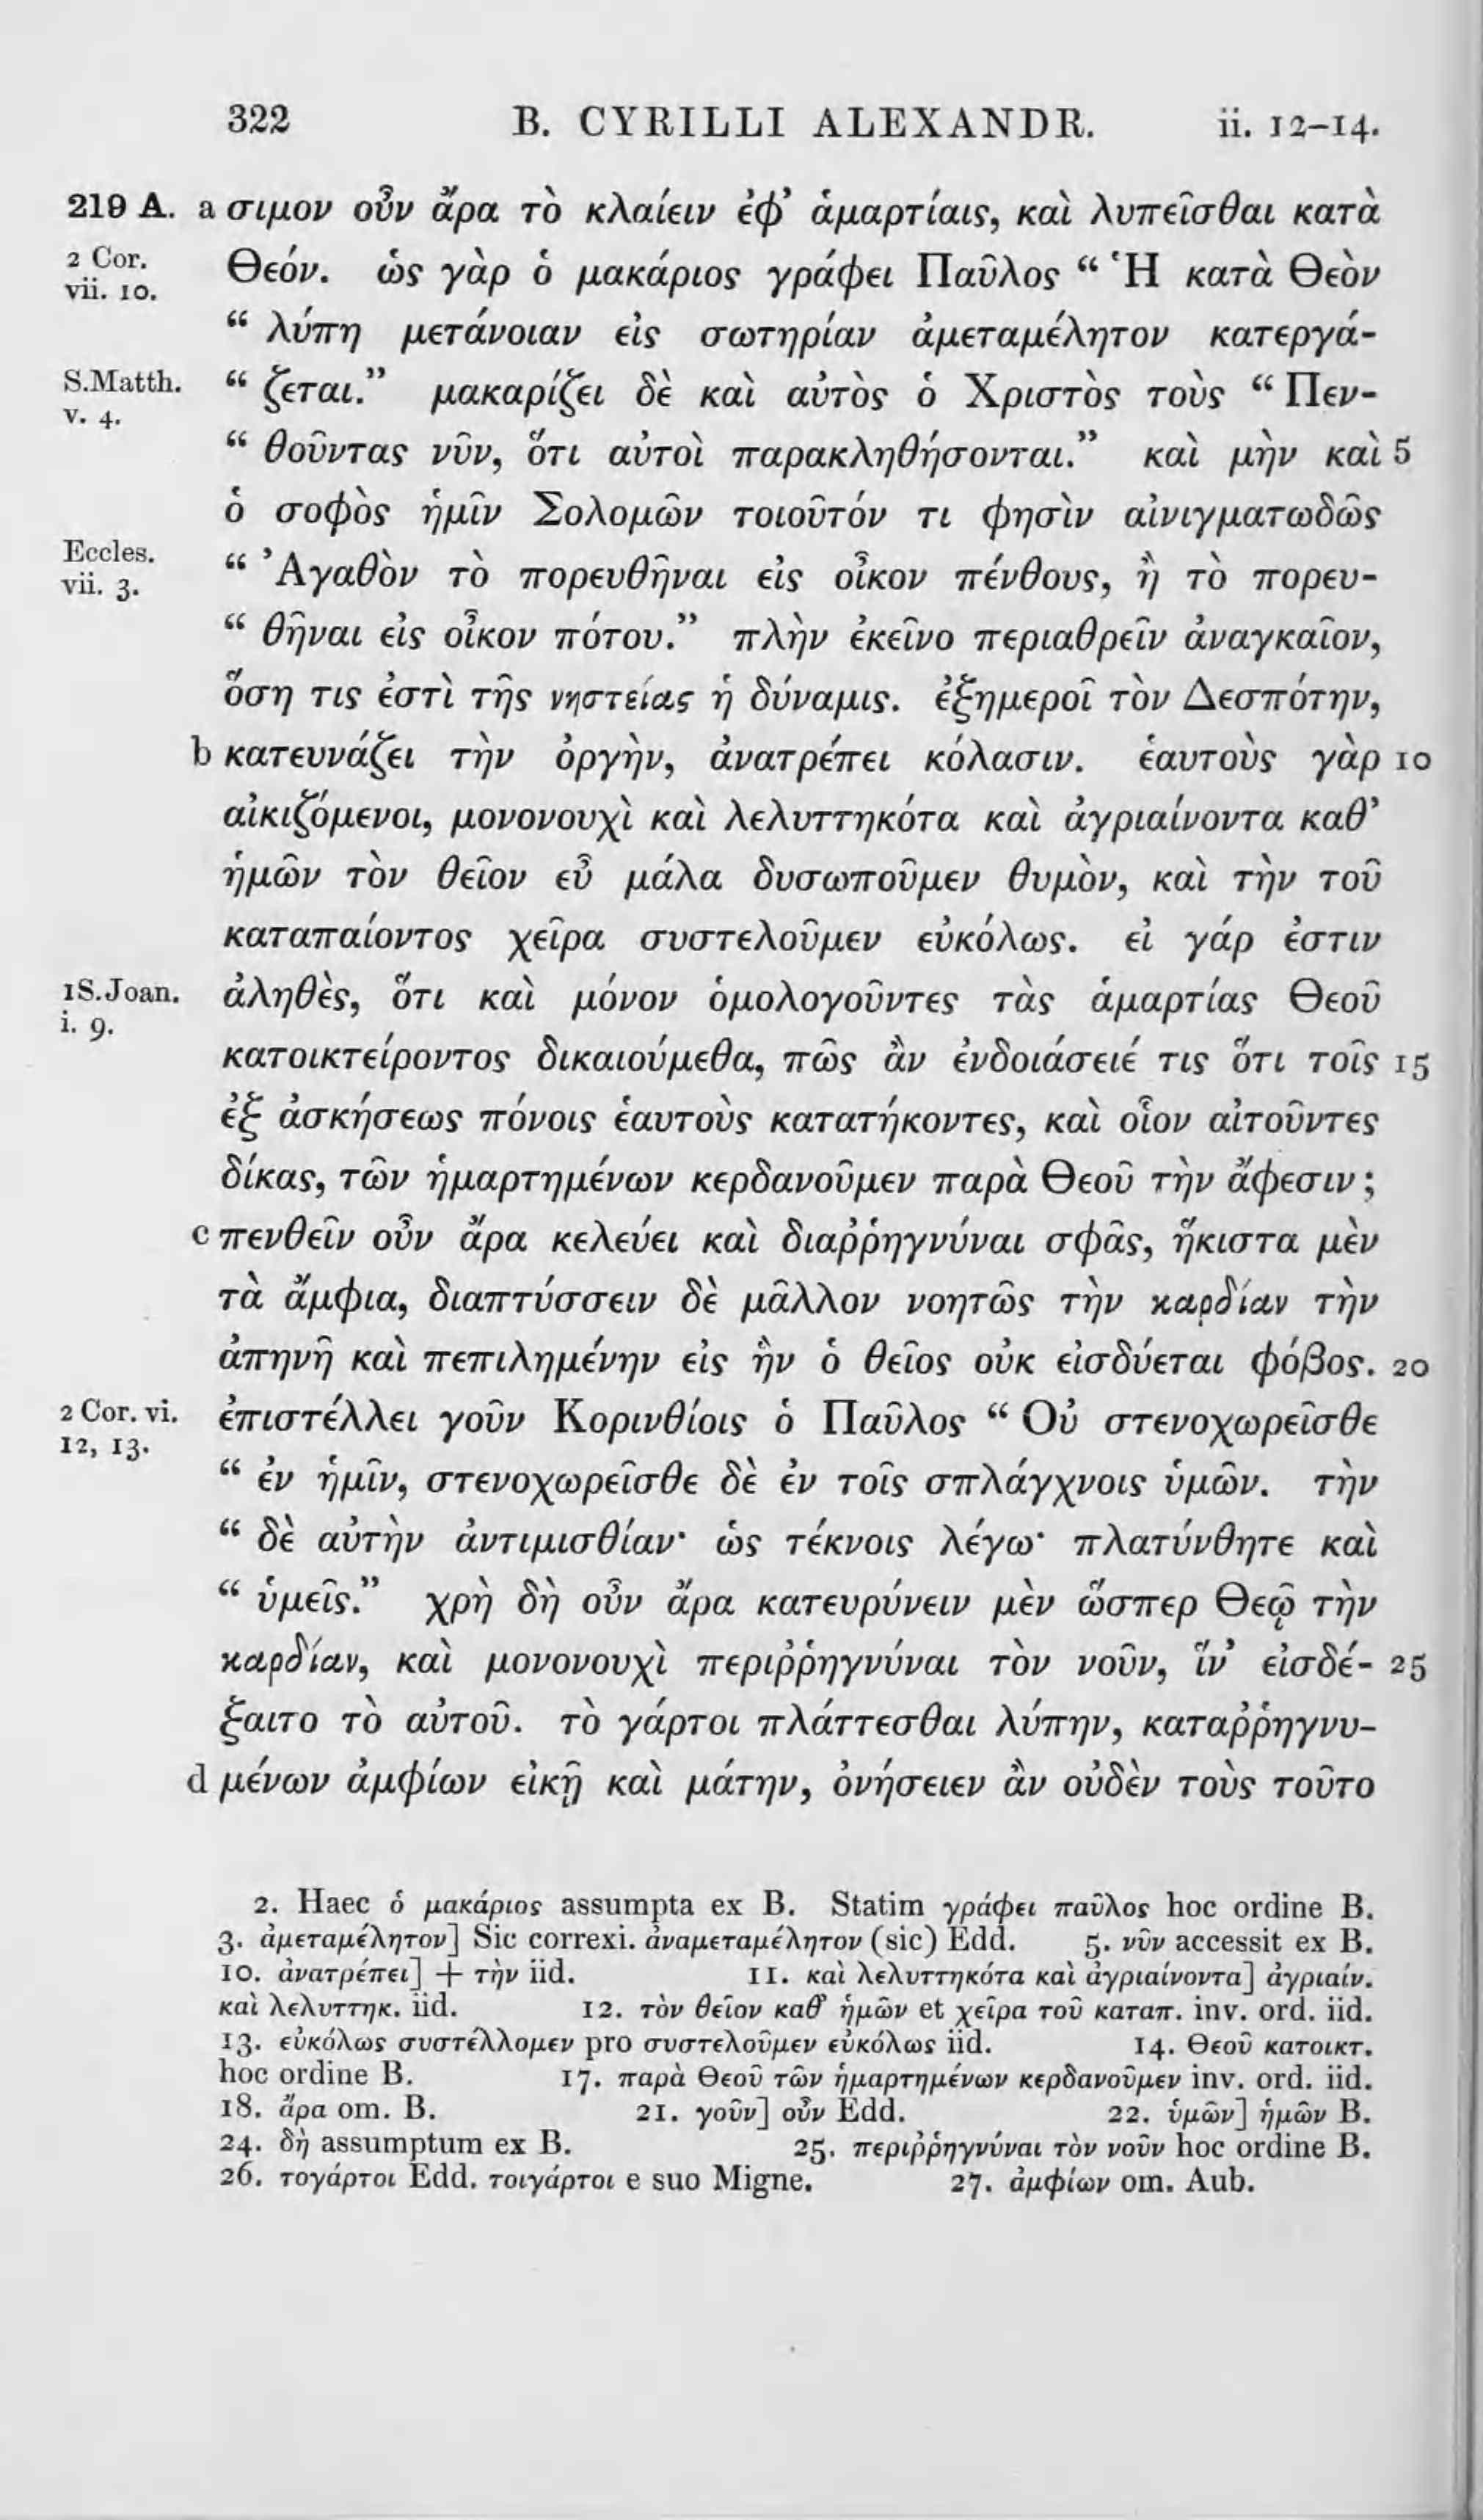 322 B. CYRILLI ALEXANDR. ii. 12-14.
219 A. a σιμον οὖν ἄρα τὸ κλαίειν ἐφ’ ἁμαρτίαις, καὶ λυπεῖσθαι κατὰ
2 Cor.
vii. 10.
Θεόν. ὡς γὰρ ὁ μακάριος γράφει Παῦλος “ Ἡ κατὰ Θεὸν
“ λύπη μετάνοιαν εἰς σωτηρίαν ἀμεταμέλητον κατεργά-
S.Matth.
v. 4.
“ ζεται.” μακαρίζει δὲ καὶ αὐτὸς ὁ Χριστὸς τοὺς “ Πεν-
“ θοῦντας νῦν, ὅτι αὐτοὶ παρακληθήσονται.” καὶ μὴν καὶ 5
ὁ σοφὸς ἡμῖν Σολομῶν τοιοῦτόν τι φησὶν αἰνιγματωδῶς
Eccles.
vii. 3.
“ Ἀγαθὸν τὸ πορευθῆναι εἰς οἶκον πένθους, ἢ τὸ πορευ-
“ θῆναι εἰς οἶκον πότου.” πλὴν ἐκεῖνο περιαθρεῖν ἀναγκαῖον,
ὅση τις ἐστὶ τῆς νηστείας ἡ δύναμις. ἐξημεροῖ τὸν Δεσπότην,
b κατευνάζει τὴν ὀργὴν, ἀνατρέπει κόλασιν. ἑαυτοὺς γὰρ 10
αἰκιζόμενοι, μονονουχὶ καὶ λελυττηκότα καὶ ἀγριαίνοντα καθ’
ἡμῶν τὸν θεῖον εὖ μάλα δυσωποῦμεν θυμὸν, καὶ τὴν τοῦ
καταπαίοντος χεῖρα συστελοῦμεν εὐκόλως. εἰ γάρ ἐστιν
1S.Joan.
i. 9.
ἀληθὲς, ὅτι καὶ μόνον ὁμολογοῦντες τὰς ἁμαρτίας Θεοῦ
κατοικτείροντος δικαιούμεθα, πῶς ἂν ἐνδοιάσειέ τις ὅτι τοῖς 15
ἐξ ἀσκήσεως πόνοις ἑαυτοὺς κατατήκοντες, καὶ οἷον αἰτοῦντες
δίκας, τῶν ἡμαρτημένων κερδανοῦμεν παρὰ Θεοῦ τὴν ἄφεσιν ;
c πενθεῖν οὖν ἄρα κελεύει καὶ διαῤῥηγνύναι σφᾶς, ἥκιστα μὲν
τὰ ἄμφια, διαπτύσσειν δὲ μᾶλλον νοητῶς τὴν καρδίαν τὴν
ἀπηνῆ καὶ πεπιλημένην εἰς ἣν ὁ θεῖος οὐκ εἰσδύεται φόβος. 20
2 Cor. vi.
12, 13.
ἐπιστέλλει γοῦν Κορινθίοις ὁ Παῦλος “ Οὐ στενοχωρεῖσθε
“ ἐν ἡμῖν, στενοχωρεῖσθε δὲ ἐν τοῖς σπλάγχνοις ὑμῶν. τὴν
“ δὲ αὐτὴν ἀντιμισθίαν· ὡς τέκνοις λέγω· πλατύνθητε καὶ
“ ὑμεῖς.” χρὴ δὴ οὖν ἄρα κατευρύνειν μὲν ὥσπερ Θεῷ τὴν
καρδίαν, καὶ μονονουχὶ περιῤῥηγνύναι τὸν νοῦν, ἵν’ εἰσδέ- 25
ξαιτο τὸ αὐτοῦ. τὸ γάρτοι πλάττεσθαι λύπην, καταῤῥηγνυ-
d μένων ἀμφίων εἰκῆ καὶ μάτην, ὀνήσειεν ἂν οὐδὲν τοὺς τοῦτο
2. Haec ὁ μακάριος assumpta ex B. Statim γράφει παῦλος hoc ordine B.
3. ἀμεταμέλητον] Sic correxi. ἀναμεταμέλητον (sic) Edd. 5. νῦν accessit ex B.
10. ἀνατρέπει] + τὴν iid. 11. καὶ λελυττηκότα καὶ ἀγριαίνοντα] ἀγριαίν.
καὶ λελυττηκ. iid. 12. τὸν θεῖον καθ’ ἡμῶν et χεῖρα τοῦ καταπ. inv. ord. iid.
13. εὐκόλως συστέλλομεν pro συστελοῦμεν εὐκόλως iid. 14. Θεοῦ κατοικτ.
hoc ordine B. 17. παρὰ Θεοῦ τῶν ἡμαρτημένων κερδανοῦμεν inv. ord. iid.
18. ἄρα om. B. 21. γοῦν] οὖν Edd. 22. ὑμῶν] ἡμῶν B.
24. δὴ assumptum ex B. 25. περιῤῥηγνύναι τὸν νοῦν hoc ordine B.
26. τογάρτοι Edd. τοιγάρτοι e suo Migne. 27. ἀμφίων om. Aub.